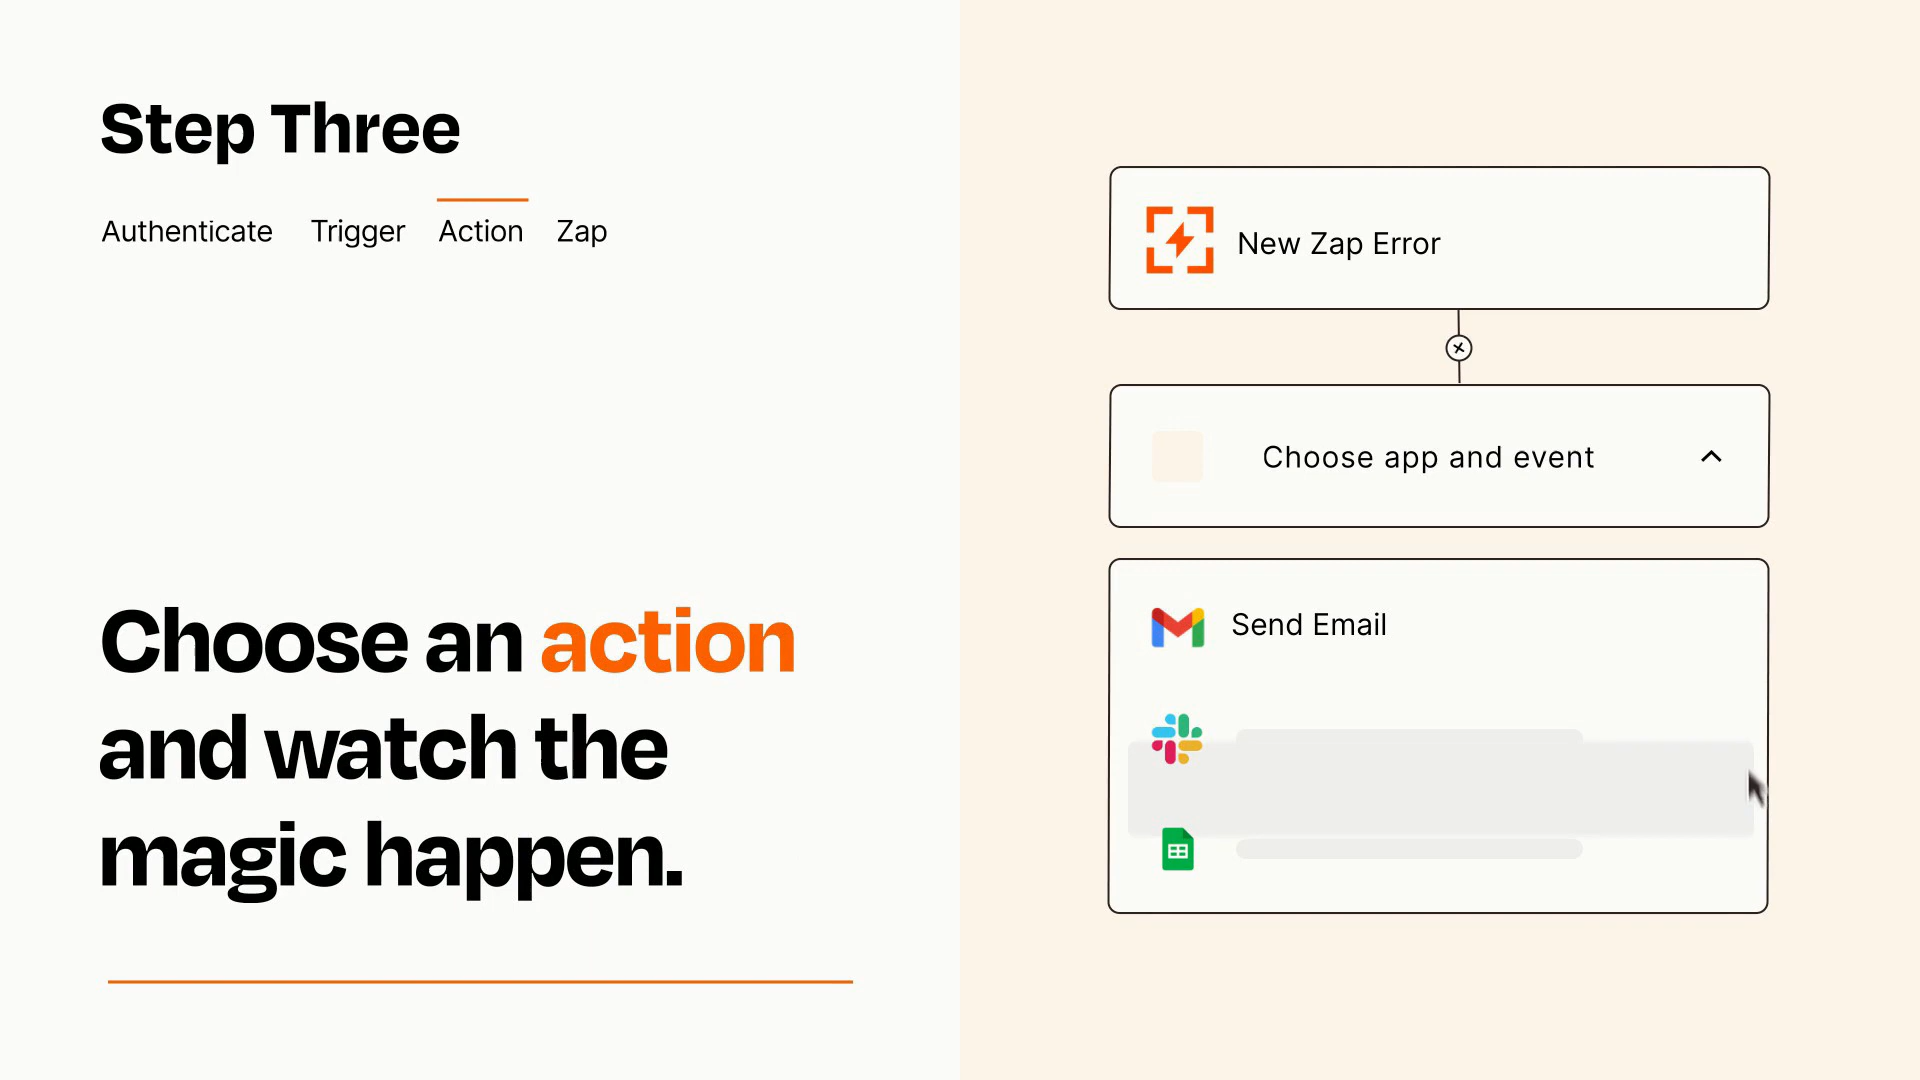 Step Three
Authenticate Trigger Action Zap
Choose an action
and watch the
magic happen.
New Zap Error
Choose app and event
Send Email